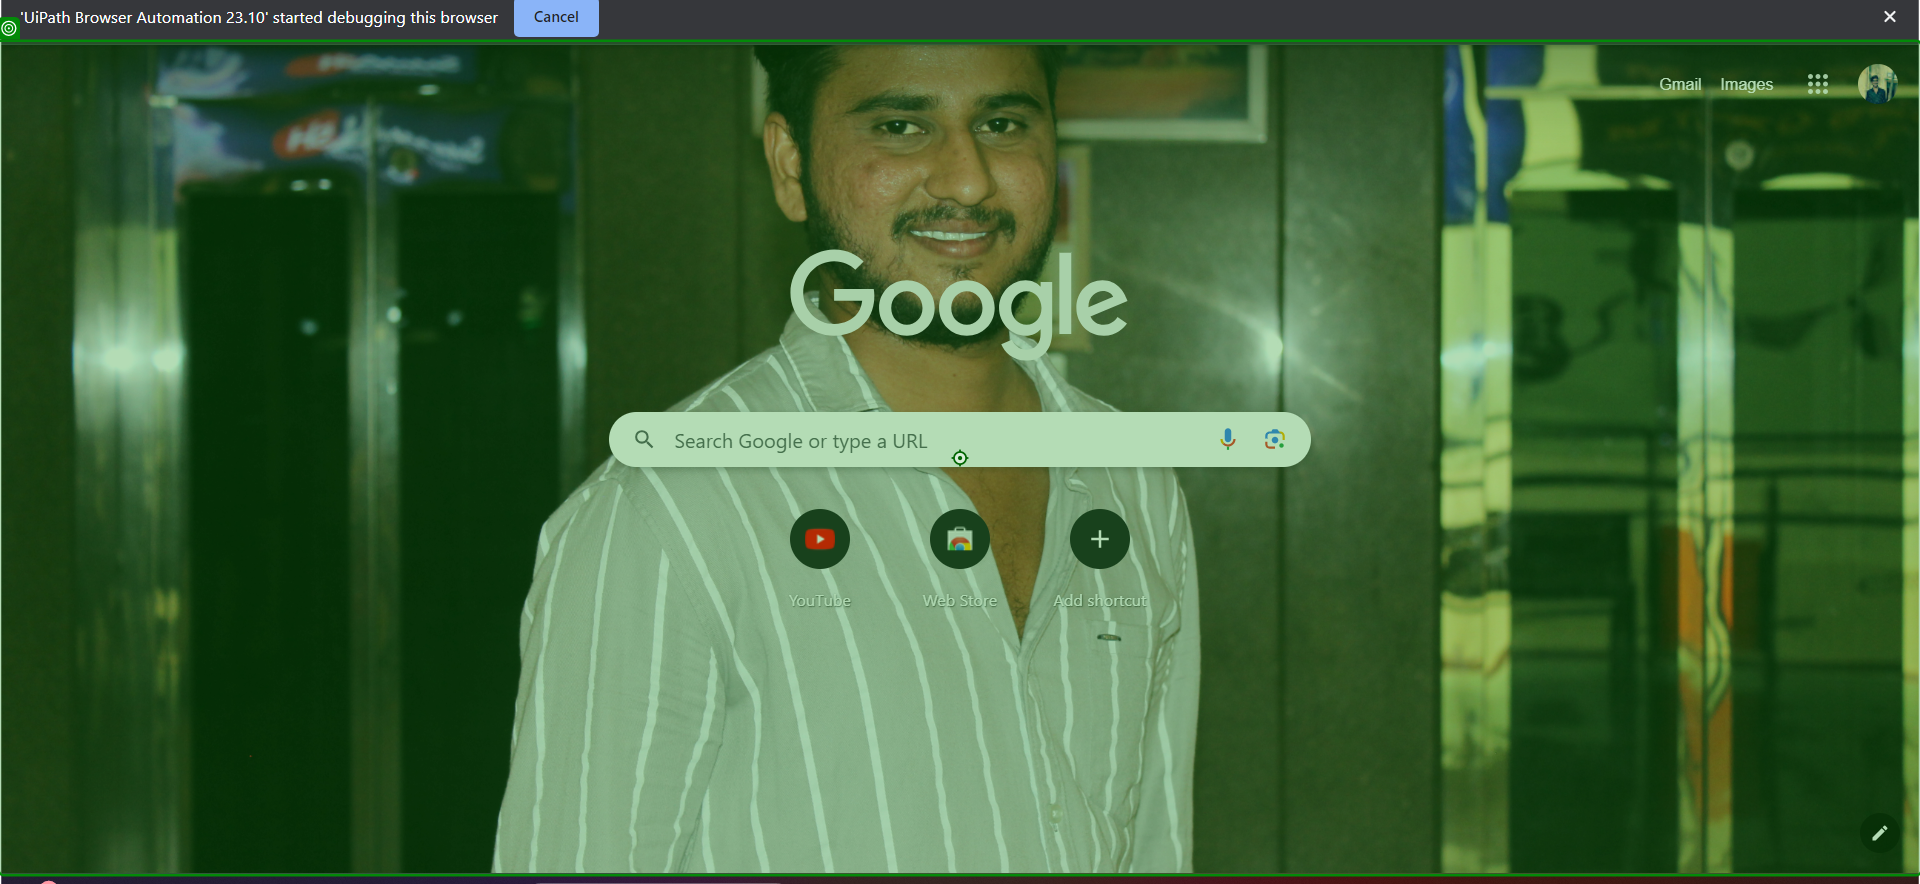 'UiPath Browser Automation 23.10' started debugging this browser
Cancel
Gmail
Images
Google
Search Google or type a URL
YouTube
Web Store
Add shortcut